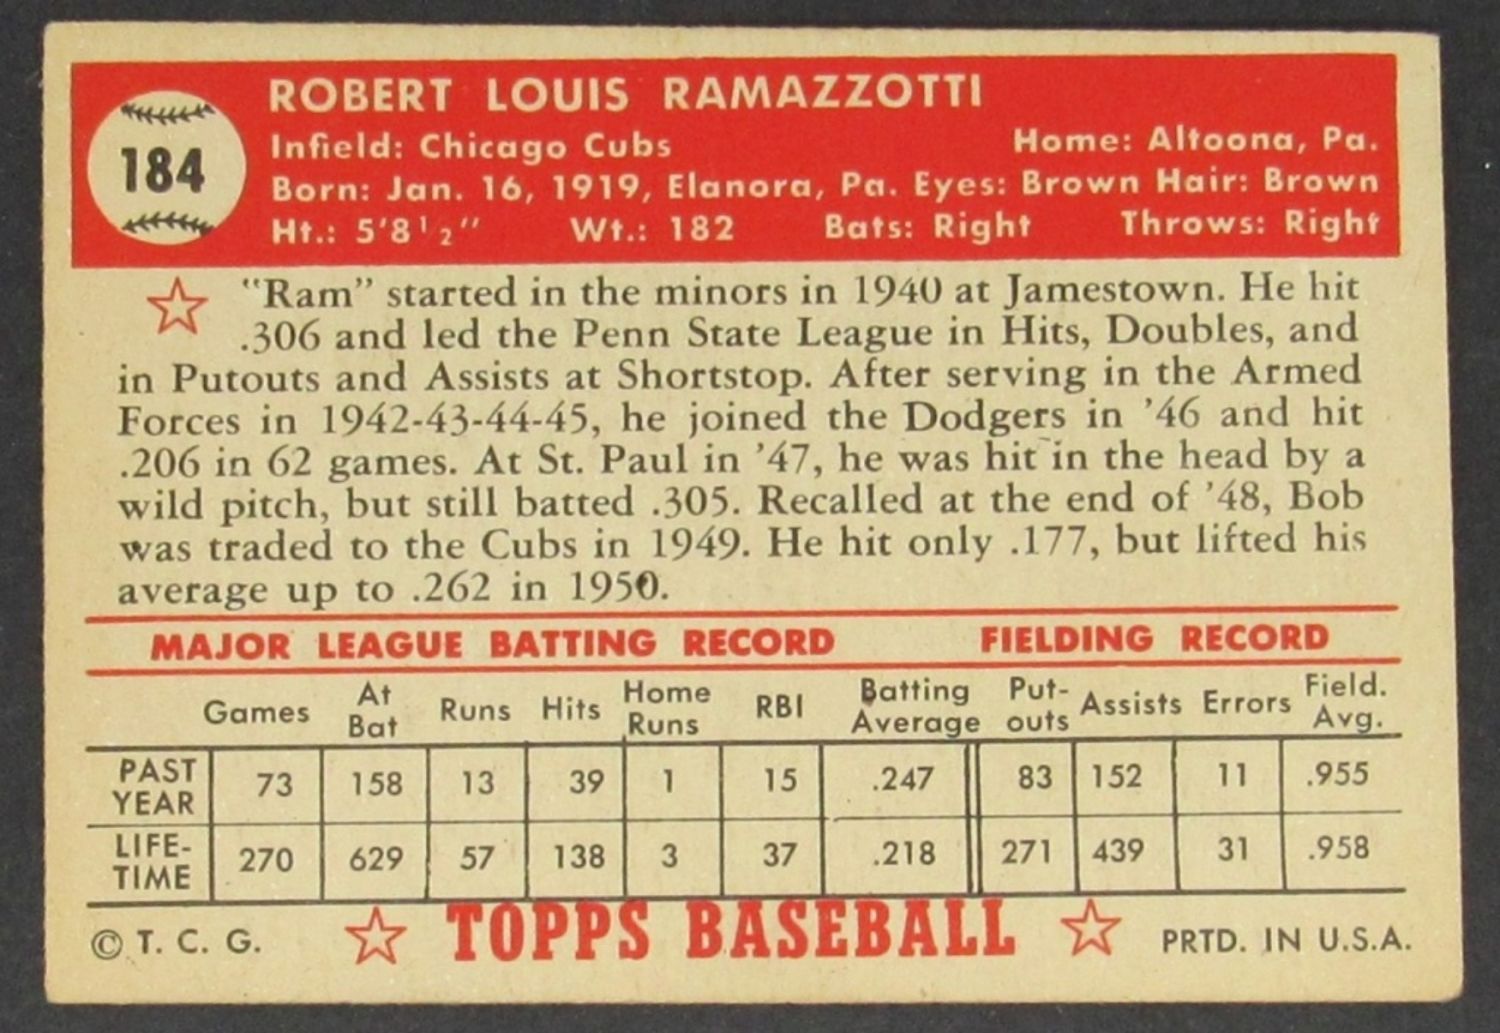 184
ROBERT LOUIS RAMAZZOTTI
Infield: Chicago Cubs Home: Altoona, Pa.
Born: Jan. 16, 1919, Elanora, Pa. Eyes: Brown Hair: Brown
Ht.: 5'8 1/2" Wt.: 182 Bats: Right Throws: Right
"Ram" started in the minors in 1940 at Jamestown. He hit
.306 and led the Penn State League in Hits, Doubles, and
in Putouts and Assists at Shortstop. After serving in the Armed
Forces in 1942-43-44-45, he joined the Dodgers in '46 and hit
.206 in 62 games. At St. Paul in '47, he was hit in the head by a
wild pitch, but still batted .305. Recalled at the end of '48, Bob
was traded to the Cubs in 1949. He hit only .177, but lifted his
average up to .262 in 1950.
MAJOR LEAGUE BATTING RECORD FIELDING RECORD
Games At Bat Runs Hits Home Runs RBI Batting Average Put-outs Assists Errors Field. Avg.
PAST YEAR 73 158 13 39 1 15 .247 83 152 11 .955
LIFE-TIME 270 629 57 138 3 37 .218 271 439 31 .958
© T. C. G. TOPPS BASEBALL PRTD. IN U.S.A.